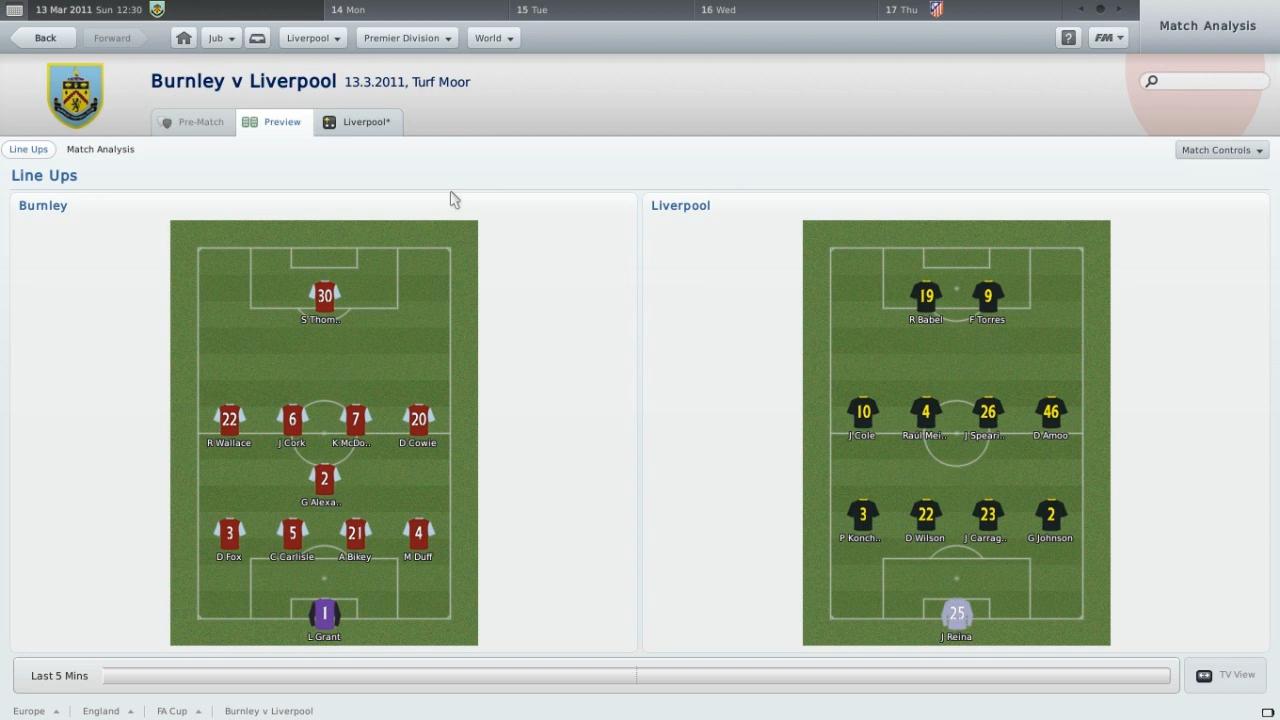 13 Mar 2011 Sun 12:30 14 Mon 15 Tue 16 Wed 17 Thu
Match Analysis
Back Forward Job Liverpool Premier Division World ? FM
Burnley v Liverpool 13.3.2011, Turf Moor
Pre-Match Preview Liverpool*
Line Ups Match Analysis Match Controls
Line Ups
Burnley
30
S Thom..
22 6 7 20
R Wallace J Cork K McDo.. D Cowie
2
G Alexa..
3 5 21 4
D Fox C Carlisle A Bikey M Duff
1
L Grant
Liverpool
19 9
R Babel F Torres
10 4 26 46
J Cole Raúl Mei.. J Speari.. D Amoo
3 22 23 2
P Konch.. D Wilson J Carrag.. G Johnson
25
J Reina
Last 5 Mins TV View
Europe England FA Cup Burnley v Liverpool